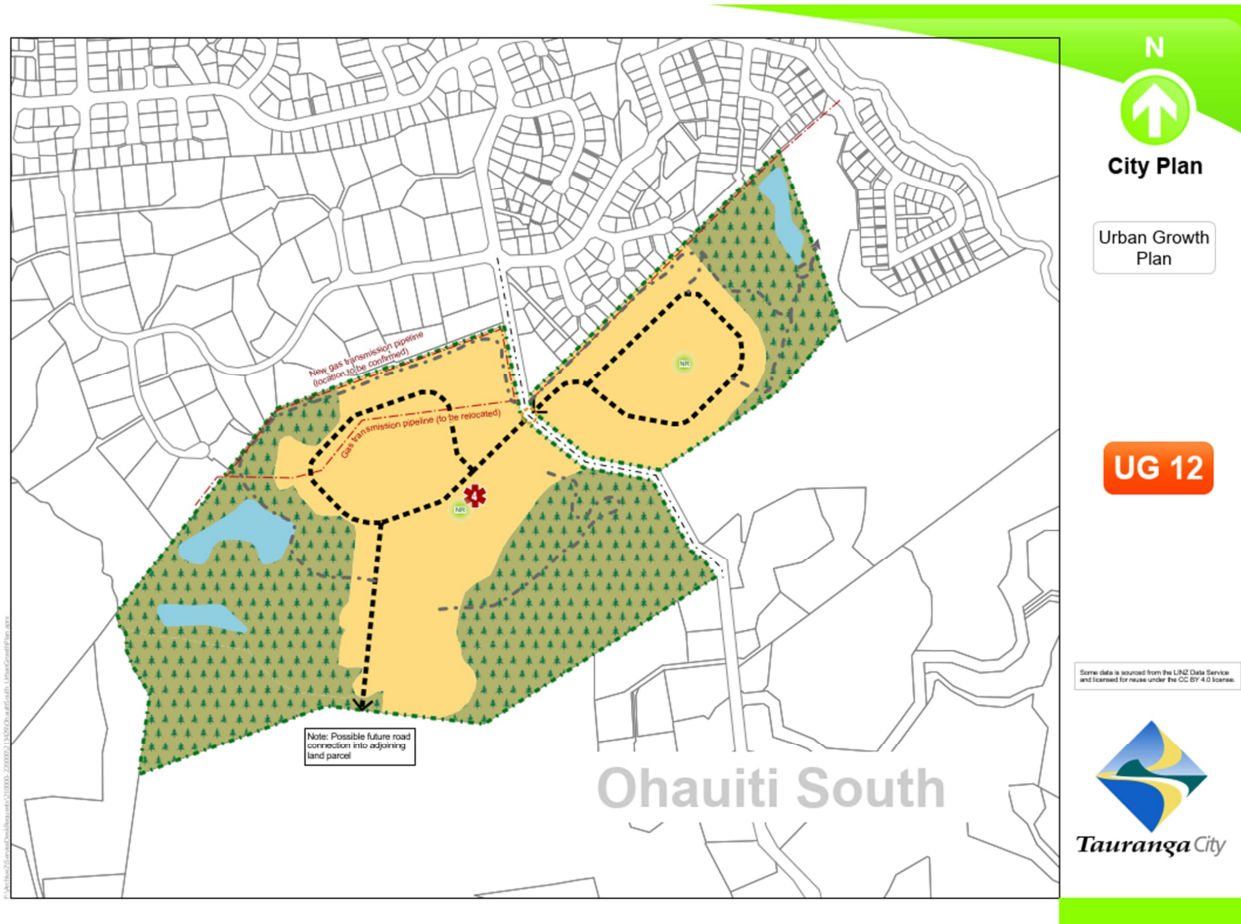 N
City Plan
Urban Growth
Plan
New gas transmission pipeline
(location to be confirmed)
NR
Gas transmission pipeline (to be relocated)
4
NR
UG 12
Some data is sourced from the LINZ Data Service
and licensed for reuse under the CC BY 4.0 license.
Note: Possible future road
connection into adjoining
land parcel
Ohauiti South
Tauranga City